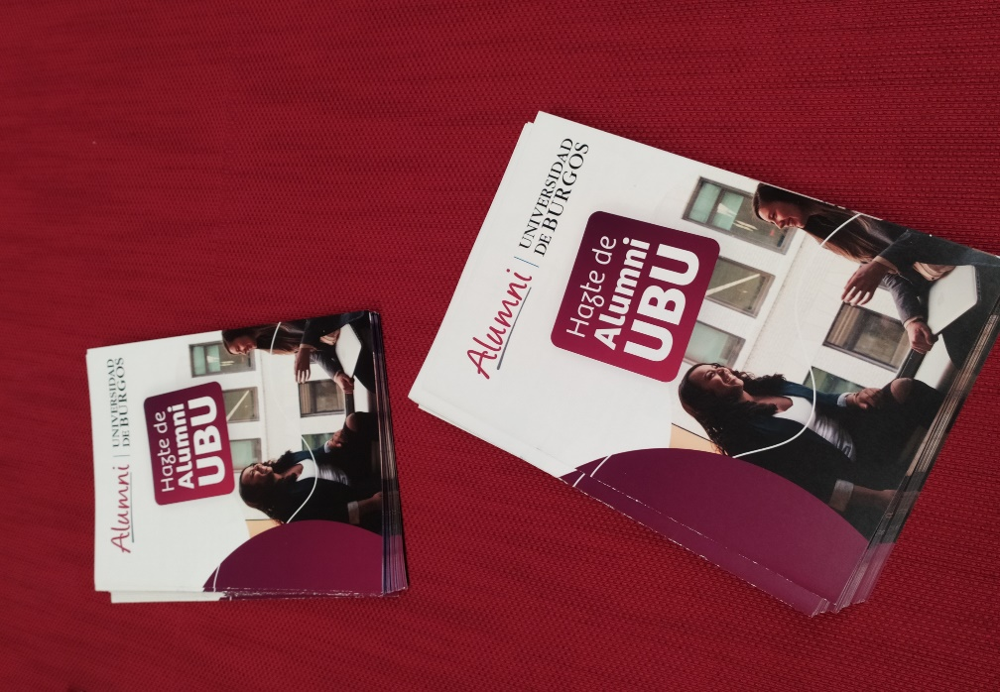 Alumni | UNIVERSIDAD
DE BURGOS
Hazte de
Alumni
UBU
Alumni | UNIVERSIDAD
DE BURGOS
Hazte de
Alumni
UBU